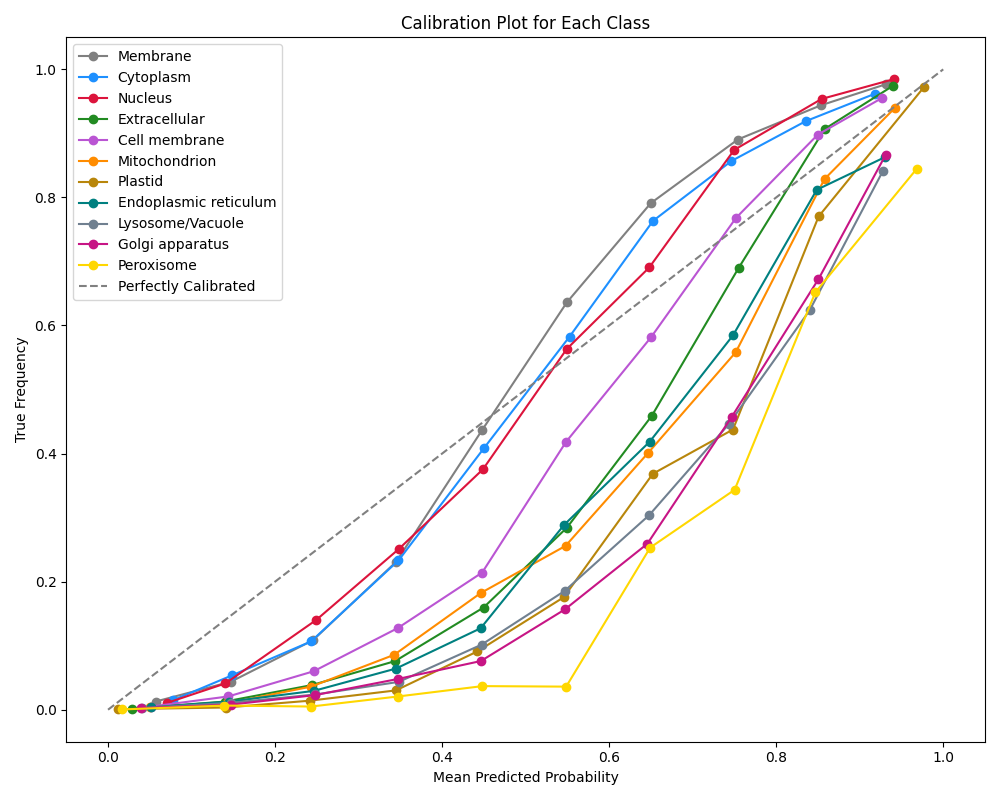 Calibration Plot for Each Class
Membrane
Cytoplasm
Nucleus
Extracellular
Cell membrane
Mitochondrion
Plastid
Endoplasmic reticulum
Lysosome/Vacuole
Golgi apparatus
Peroxisome
Perfectly Calibrated
True Frequency
1.0
0.8
0.6
0.4
0.2
0.0
0.0 0.2 0.4 0.6 0.8 1.0
Mean Predicted Probability